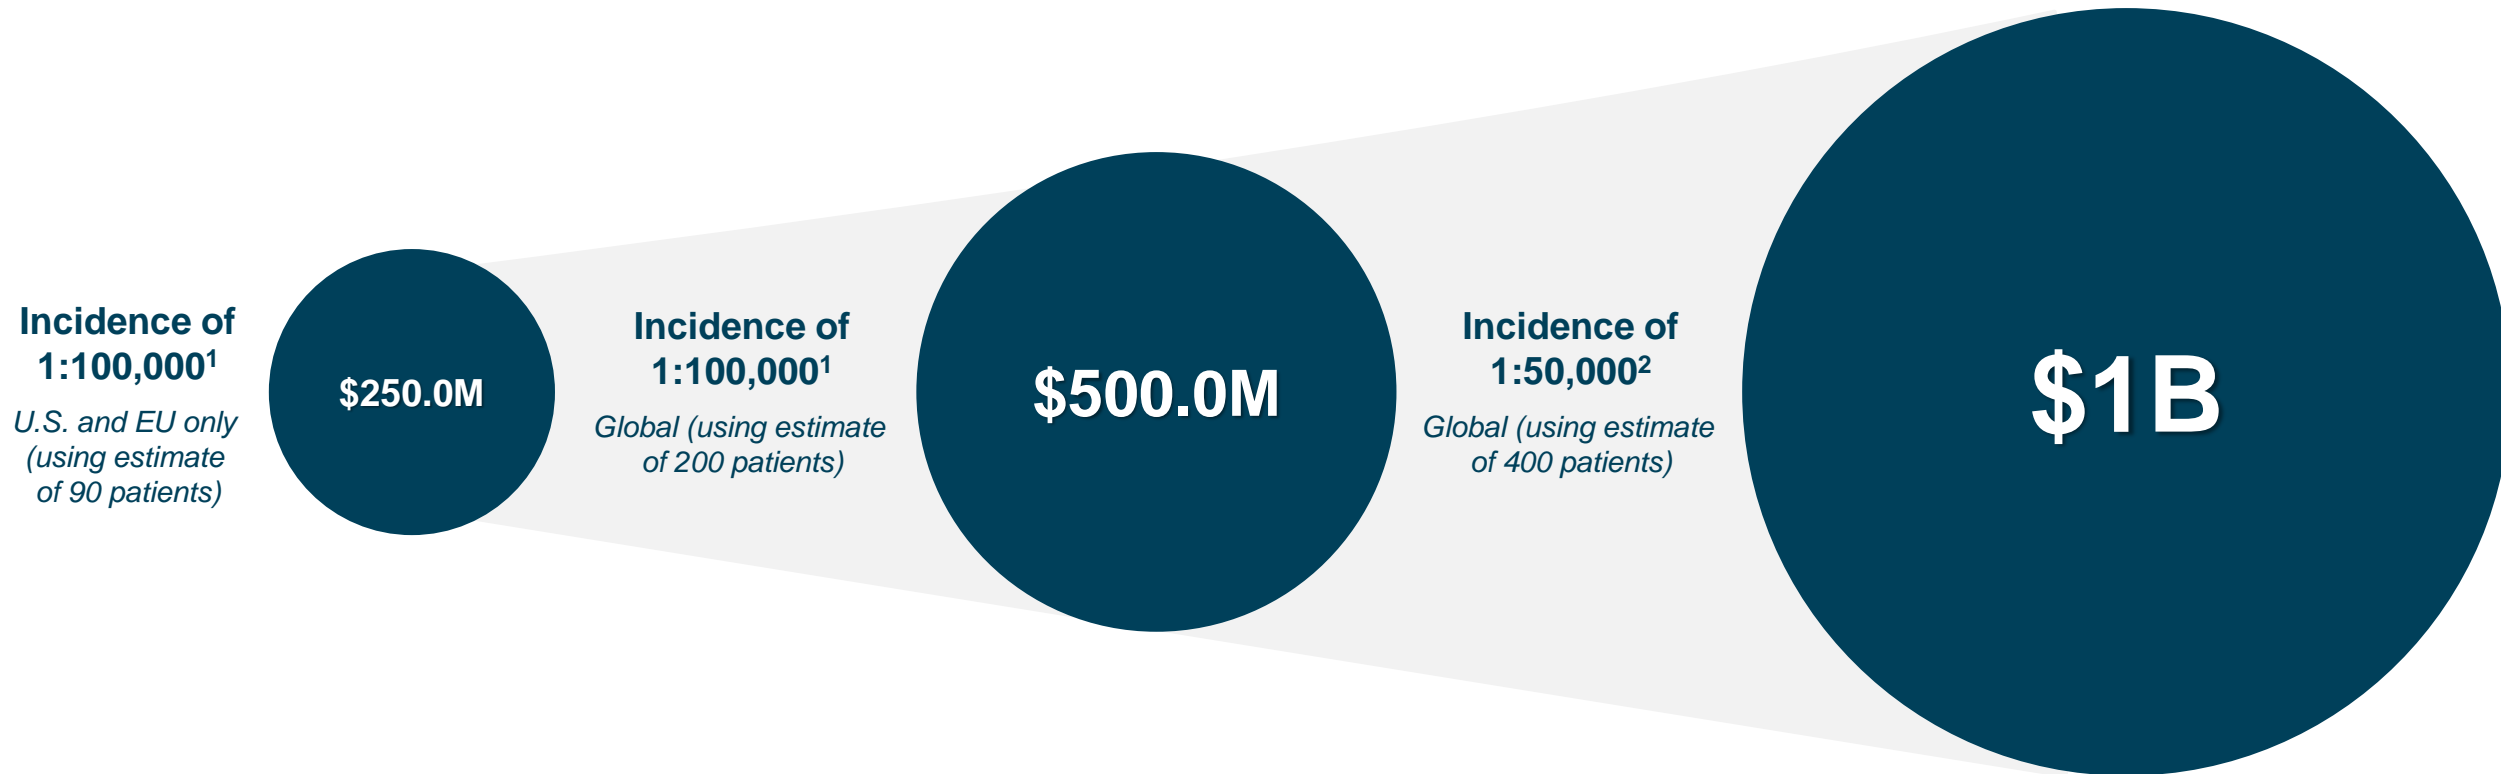 Incidence of
1:100,000¹
U.S. and EU only
(using estimate
of 90 patients)
$250.0M
Incidence of
1:100,000¹
Global (using estimate
of 200 patients)
$500.0M
Incidence of
1:50,000²
Global (using estimate
of 400 patients)
$1B